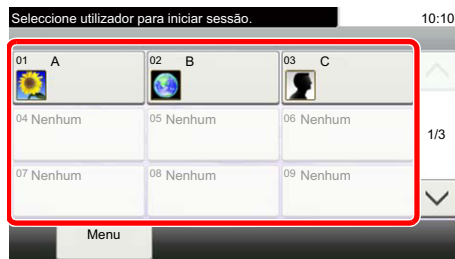 Seleccione utilizador para iniciar sessão. 10:10
01 A 02 B 03 C
04 Nenhum 05 Nenhum 06 Nenhum
1/3
07 Nenhum 08 Nenhum 09 Nenhum
Menu